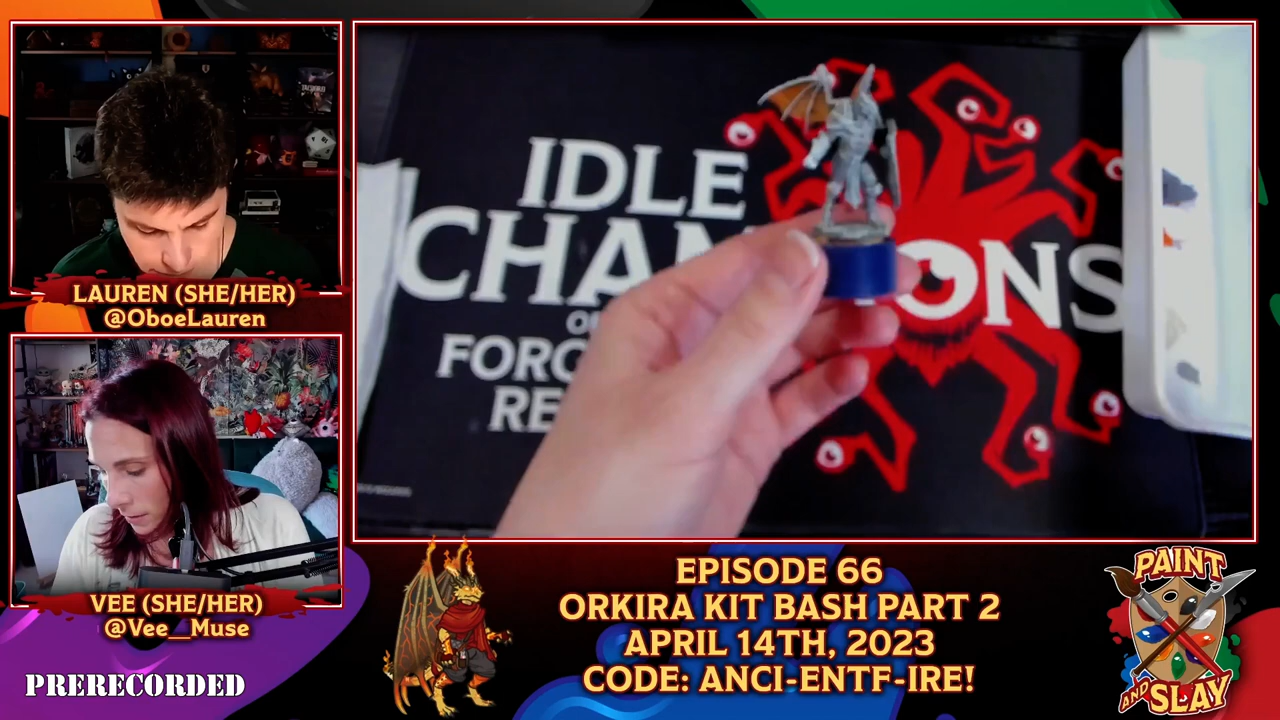 LAUREN (SHE/HER)
@OboeLauren
VEE (SHE/HER)
@Vee__Muse
PRERECORDED
IDLE
CHAM
ONS
FORG
RE
EPISODE 66
ORKIRA KIT BASH PART 2
APRIL 14TH, 2023
CODE: ANCI-ENTF-IRE!
PAINT
AND SLAY